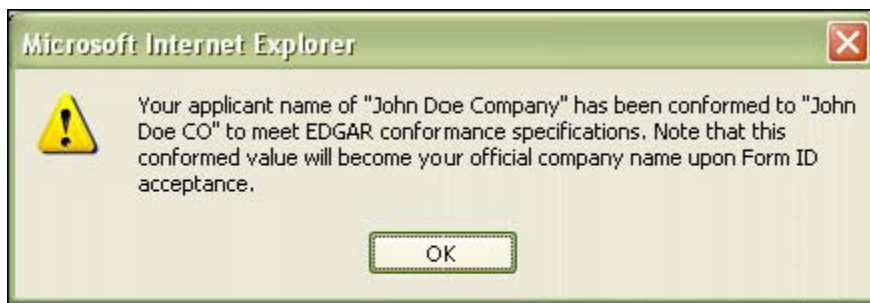 Microsoft Internet Explorer
Your applicant name of "John Doe Company" has been conformed to "John
Doe CO" to meet EDGAR conformance specifications. Note that this
conformed value will become your official company name upon Form ID
acceptance.
OK